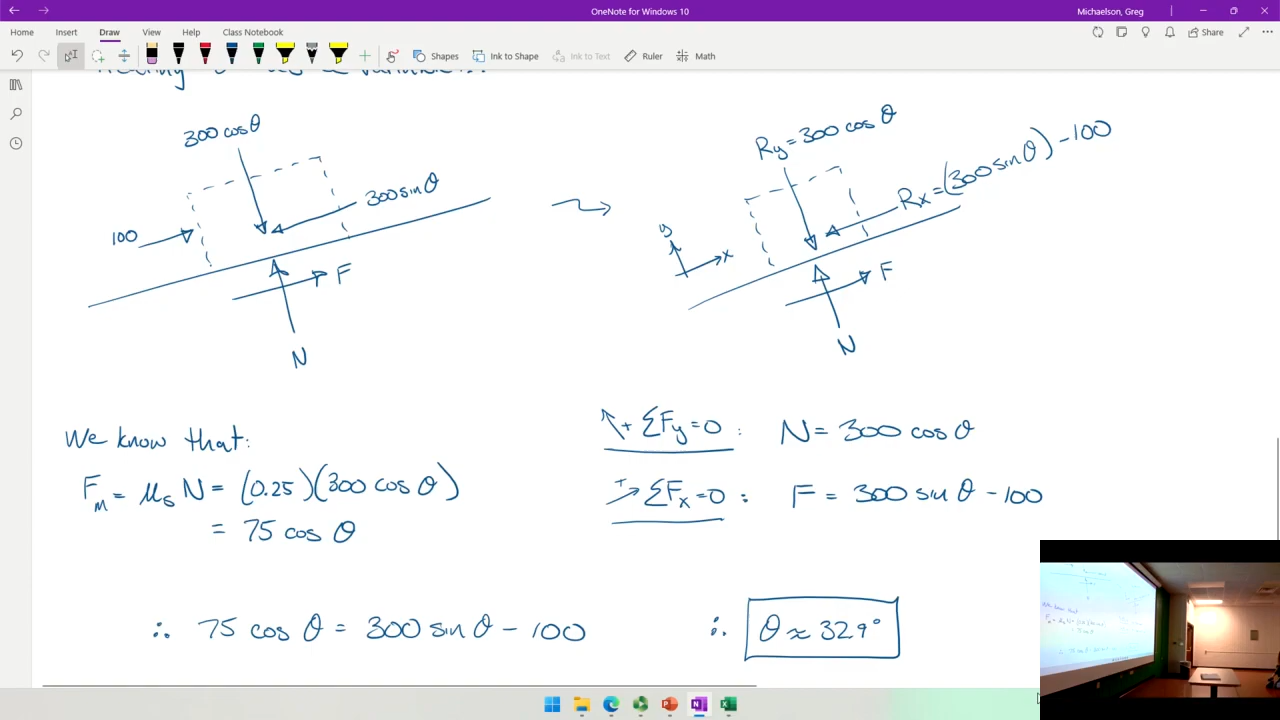 OneNote for Windows 10
Michaelson, Greg
Home Insert Draw View Help Class Notebook
Shapes Ink to Shape Ink to Text Ruler Math Share
300 cos θ
300 sin θ
100
F
N
Ry = 300 cos θ
Rx = (300 sin θ) - 100
y
x
F
N
We know that:
Fm = μs N = (0.25)(300 cos θ)
= 75 cos θ
+ ΣFy = 0 : N = 300 cos θ
+ ΣFx = 0 : F = 300 sin θ - 100
∴ 75 cos θ = 300 sin θ - 100
∴ θ ≈ 32.9°